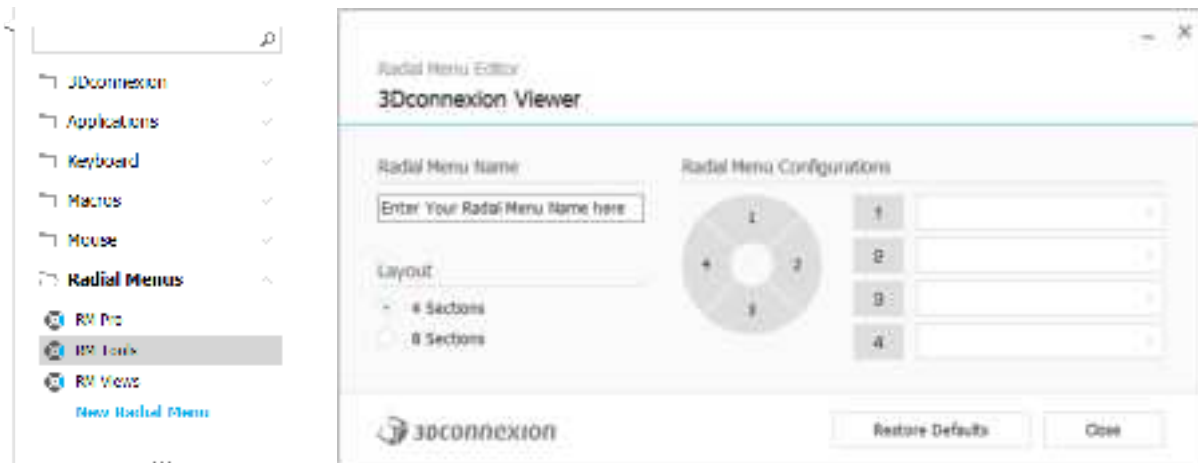 3Dconnexion
Applications
Keyboard
Macros
Mouse
Radial Menus
RM Pro
RM Tools
RM Views
New Radial Menu
Radial Menu Editor
3Dconnexion Viewer
Radial Menu Name
Enter Your Radial Menu Name here
Layout
4 Sections
8 Sections
Radial Menu Configurations
1
4 2
3
1
2
3
4
3Dconnexion
Restore Defaults
Close